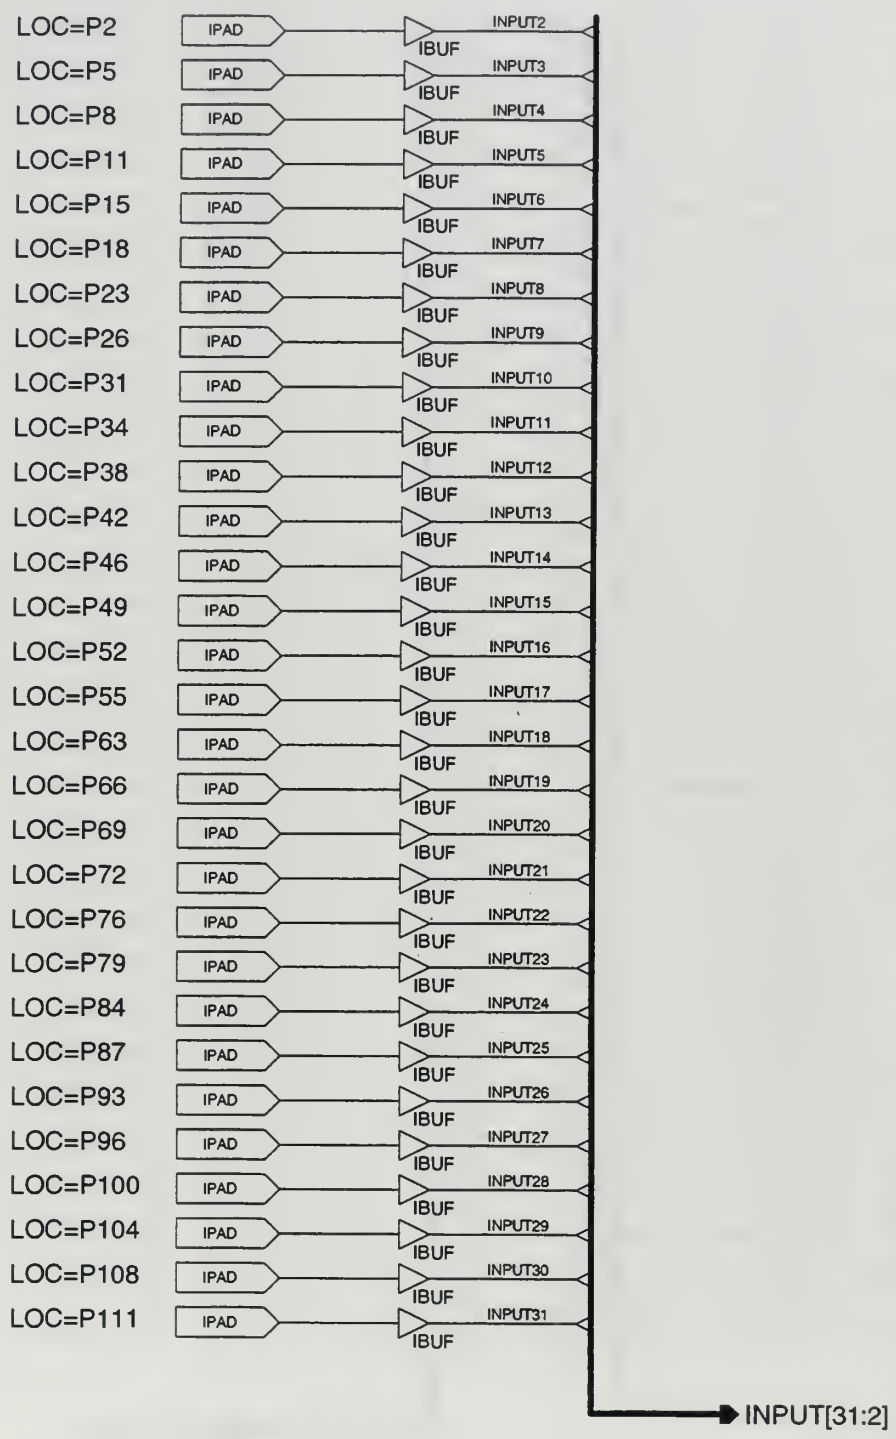 LOC=P2 IPAD IBUF INPUT2
LOC=P5 IPAD IBUF INPUT3
LOC=P8 IPAD IBUF INPUT4
LOC=P11 IPAD IBUF INPUT5
LOC=P15 IPAD IBUF INPUT6
LOC=P18 IPAD IBUF INPUT7
LOC=P23 IPAD IBUF INPUT8
LOC=P26 IPAD IBUF INPUT9
LOC=P31 IPAD IBUF INPUT10
LOC=P34 IPAD IBUF INPUT11
LOC=P38 IPAD IBUF INPUT12
LOC=P42 IPAD IBUF INPUT13
LOC=P46 IPAD IBUF INPUT14
LOC=P49 IPAD IBUF INPUT15
LOC=P52 IPAD IBUF INPUT16
LOC=P55 IPAD IBUF INPUT17
LOC=P63 IPAD IBUF INPUT18
LOC=P66 IPAD IBUF INPUT19
LOC=P69 IPAD IBUF INPUT20
LOC=P72 IPAD IBUF INPUT21
LOC=P76 IPAD IBUF INPUT22
LOC=P79 IPAD IBUF INPUT23
LOC=P84 IPAD IBUF INPUT24
LOC=P87 IPAD IBUF INPUT25
LOC=P93 IPAD IBUF INPUT26
LOC=P96 IPAD IBUF INPUT27
LOC=P100 IPAD IBUF INPUT28
LOC=P104 IPAD IBUF INPUT29
LOC=P108 IPAD IBUF INPUT30
LOC=P111 IPAD IBUF INPUT31
INPUT[31:2]